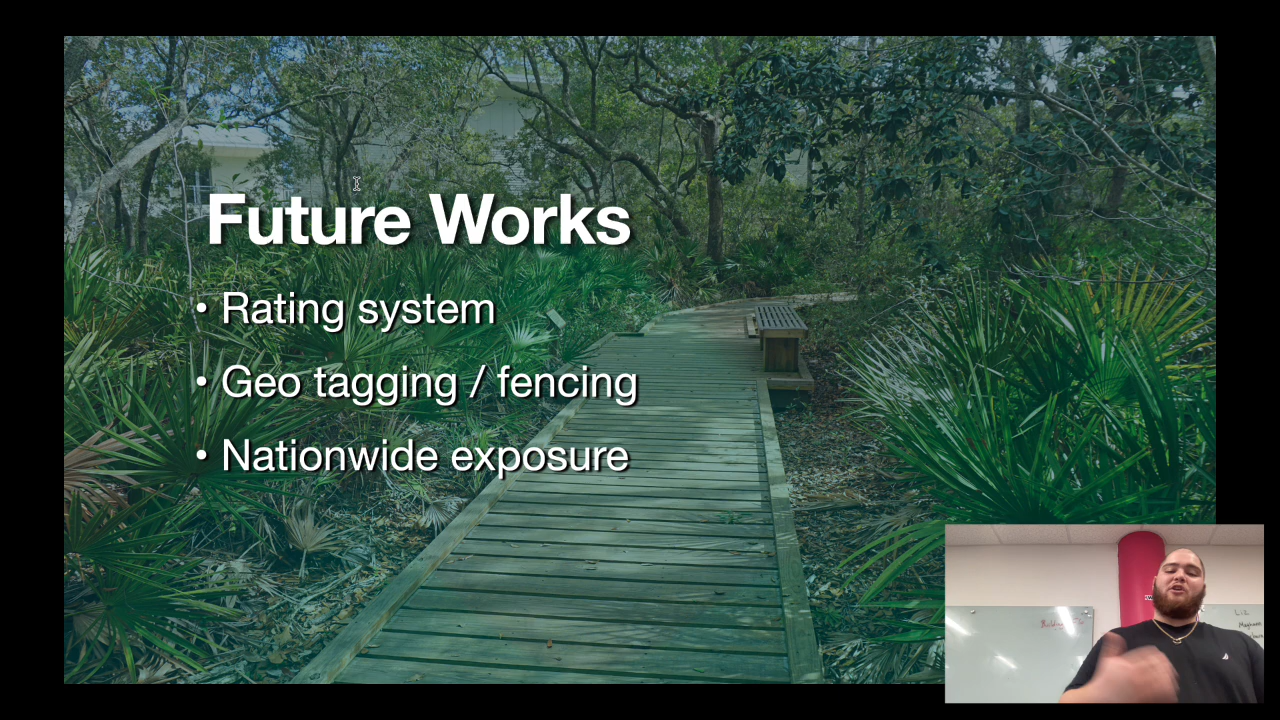 Future Works
• Rating system
• Geo tagging / fencing
• Nationwide exposure